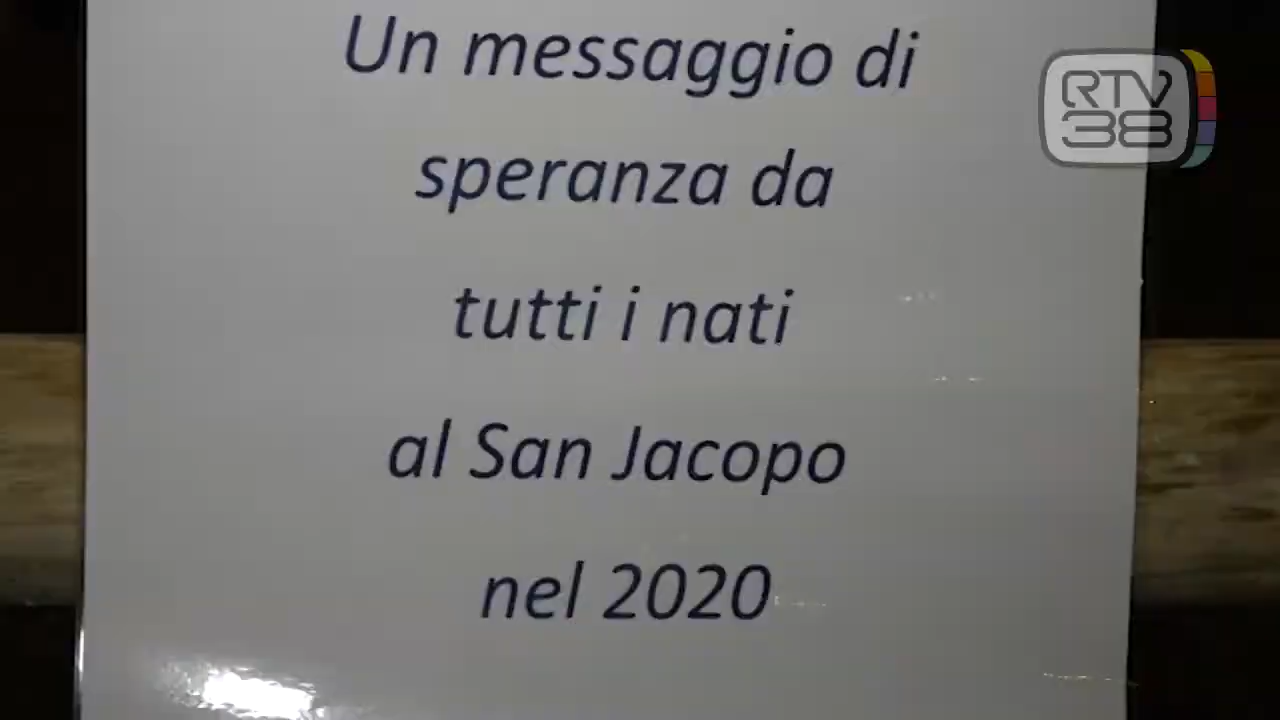 Un messaggio di
RTV
38
speranza da
tutti i nati
al San Jacopo
nel 2020